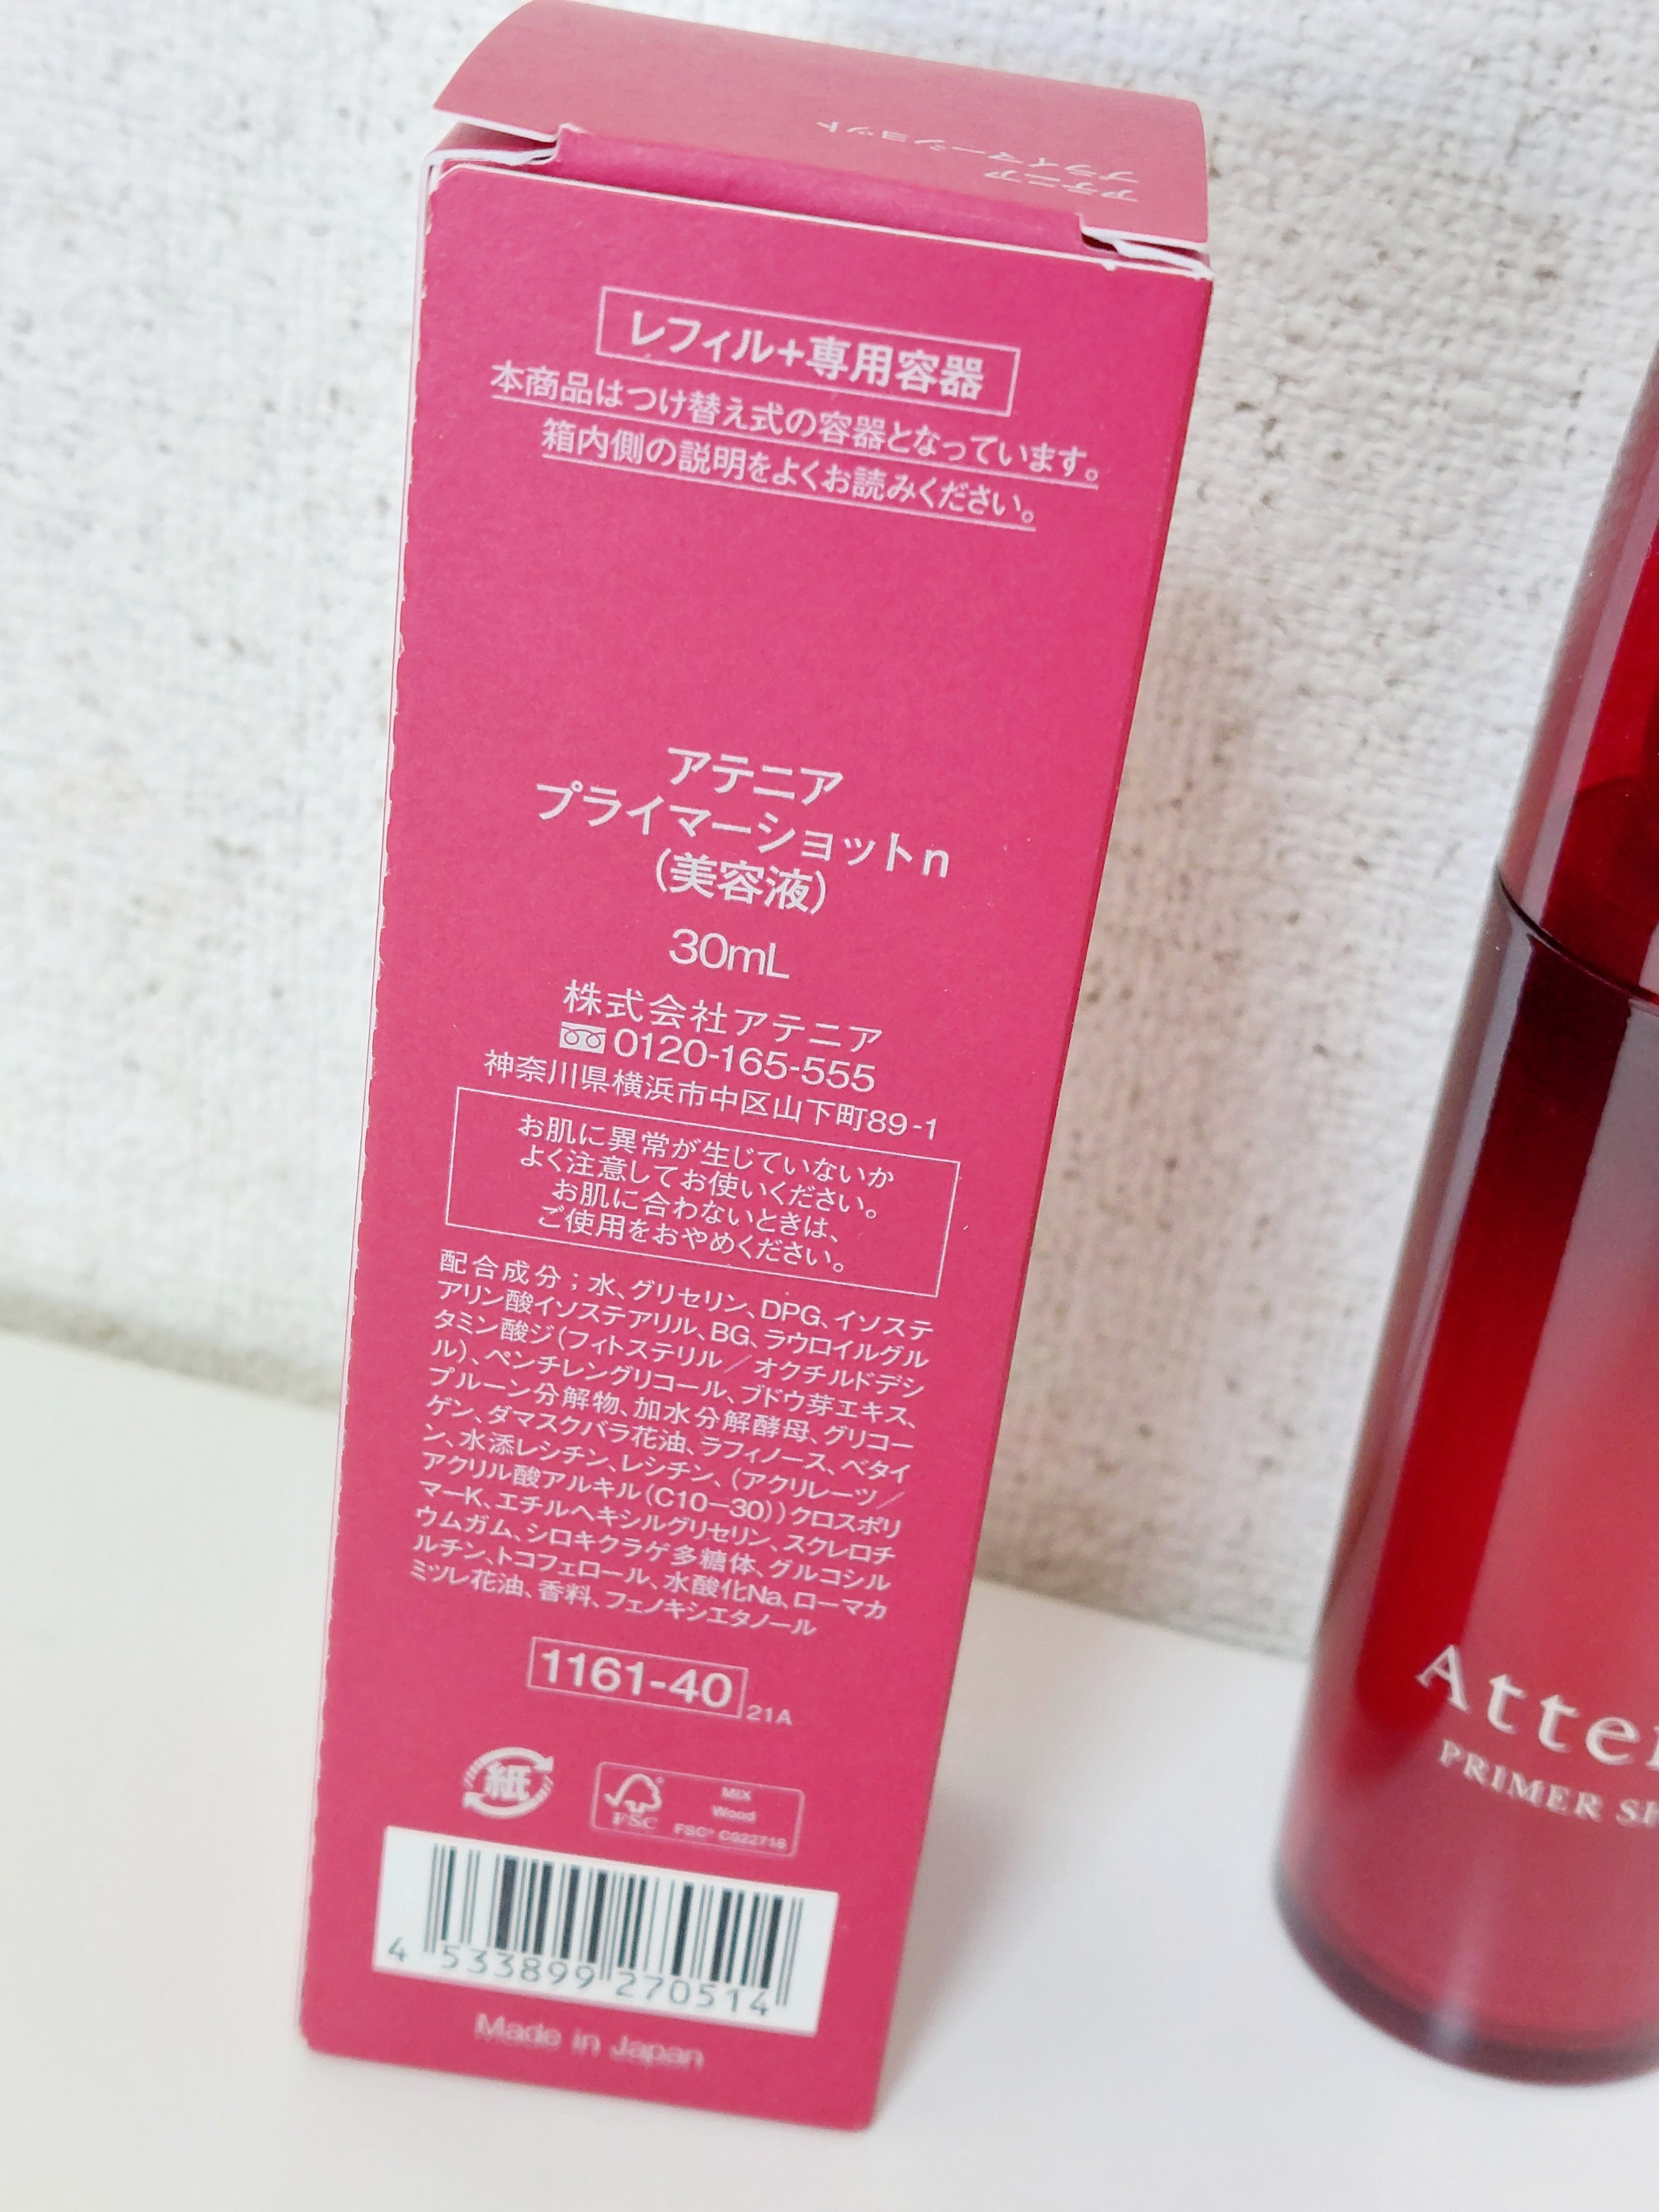 アテニア
プライマーショット
レフィル+専用容器
本商品はつけ替え式の容器となっています。
箱内側の説明をよくお読みください。
アテニア
プライマーショットn
(美容液)
30mL
株式会社アテニア
0120-165-555
神奈川県横浜市中区山下町89-1
お肌に異常が生じていないか
よく注意してお使いください。
お肌に合わないときは、
ご使用をおやめください。
配合成分；水、グリセリン、DPG、イソステ
アリン酸イソステアリル、BG、ラウロイルグル
タミン酸ジ(フィトステリル／オクチルドデシ
ル)、ペンチレングリコール、ブドウ芽エキス、
プルーン分解物、加水分解酵母、グリコー
ゲン、ダマスクバラ花油、ラフィノース、ベタイ
ン、水添レシチン、レシチン、(アクリレーツ／
アクリル酸アルキル(C10−30))クロスポリ
マーK、エチルヘキシルグリセリン、スクレロチ
ウムガム、シロキクラゲ多糖体、グルコシル
ルチン、トコフェロール、水酸化Na、ローマカ
ミツレ花油、香料、フェノキシエタノール
1161-40
21A
紙
FSC
MIX
Wood
FSC® C022716
4 533899 270514
Made in Japan
Atte
PRIMER SH